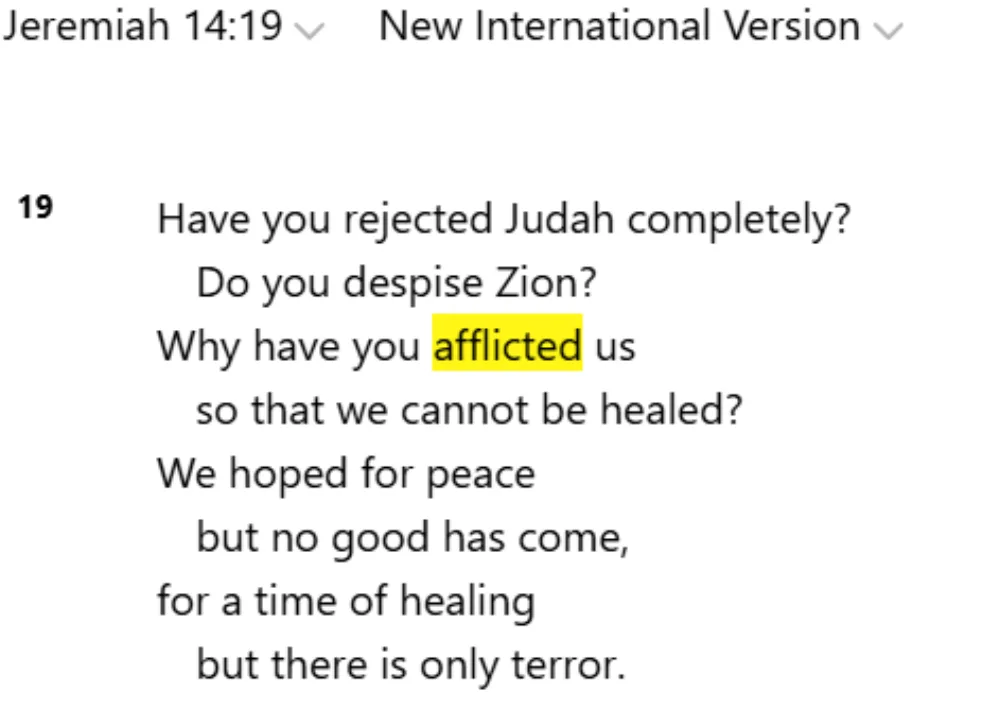 Jeremiah 14:19 New International Version
19 Have you rejected Judah completely?
Do you despise Zion?
Why have you afflicted us
so that we cannot be healed?
We hoped for peace
but no good has come,
for a time of healing
but there is only terror.